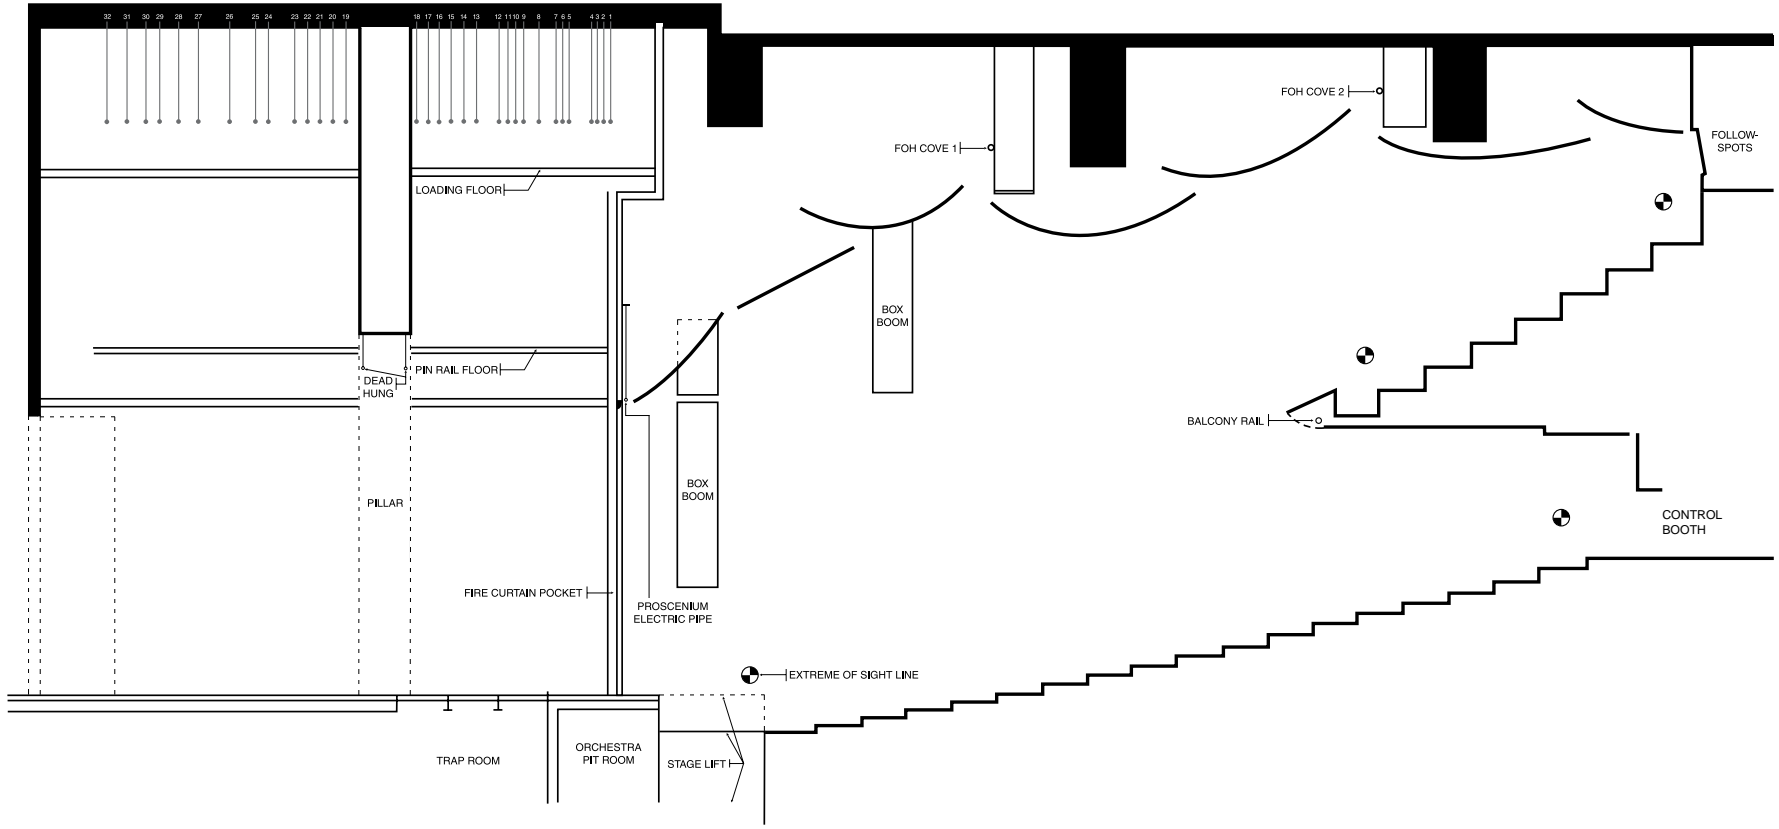 32 31 30 29 28 27 26 25 24 23 22 21 20 19 18 17 16 15 14 13 12 11 10 9 8 7 6 5 4 3 2 1
FOH COVE 2
FOH COVE 1
FOLLOW-
SPOTS
LOADING FLOOR
BOX
BOOM
PIN RAIL FLOOR
DEAD
HUNG
BALCONY RAIL
BOX
BOOM
PILLAR
CONTROL
BOOTH
FIRE CURTAIN POCKET
PROSCENIUM
ELECTRIC PIPE
EXTREME OF SIGHT LINE
TRAP ROOM
ORCHESTRA
PIT ROOM
STAGE LIFT